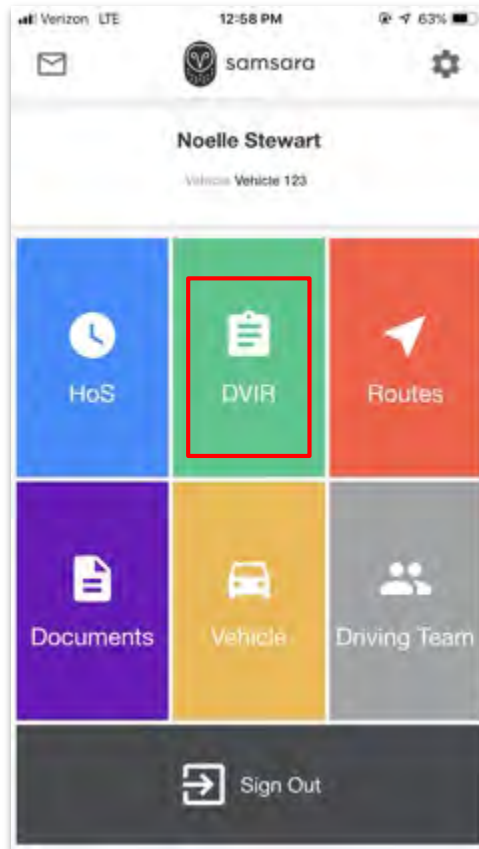 Verizon LTE 12:58 PM 63%
samsara
Noelle Stewart
Vehicle Vehicle 123
HoS DVIR Routes
Documents Vehicle Driving Team
Sign Out